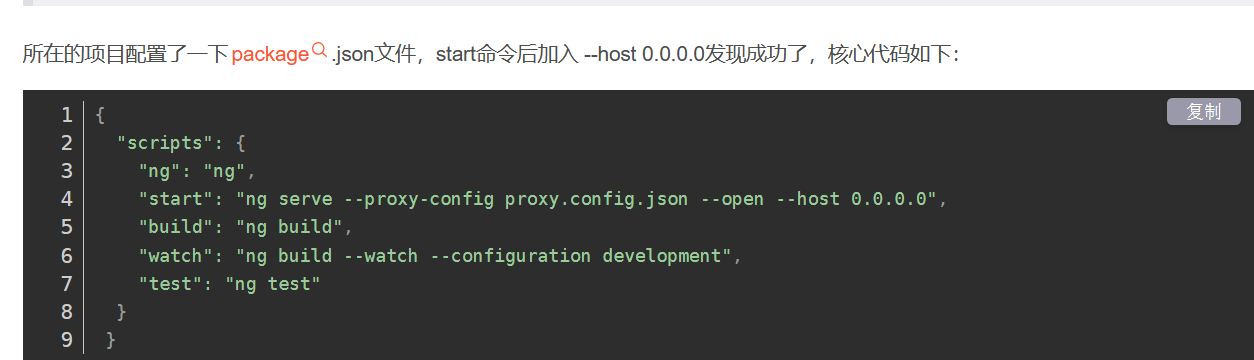 所在的项目配置了一下package.json文件，start命令后加入 --host 0.0.0.0发现成功了，核心代码如下：
复制
1 {
2   "scripts": {
3     "ng": "ng",
4     "start": "ng serve --proxy-config proxy.config.json --open --host 0.0.0.0",
5     "build": "ng build",
6     "watch": "ng build --watch --configuration development",
7     "test": "ng test"
8   }
9  }